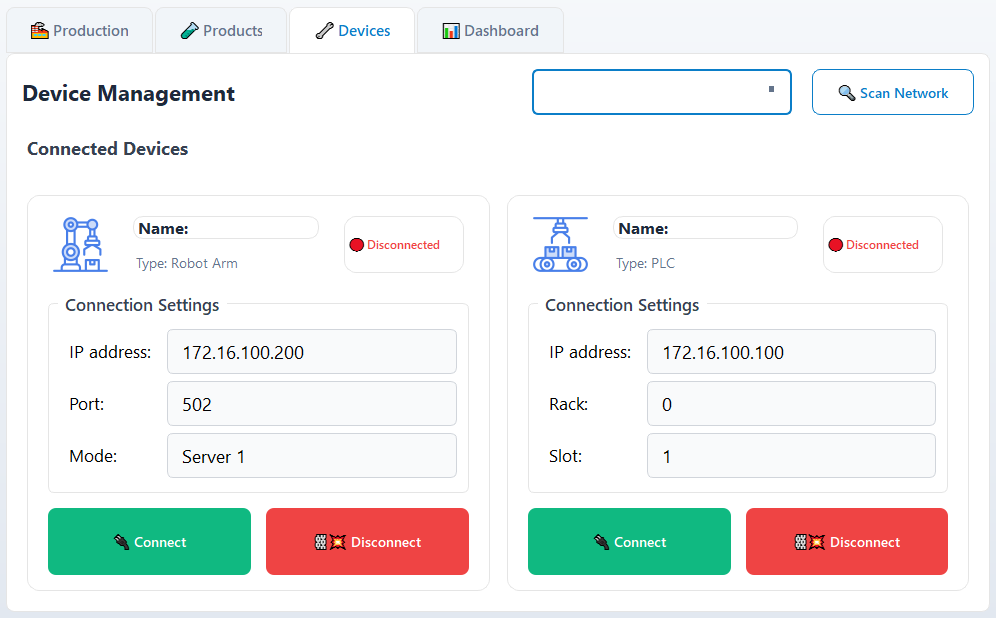 Production Products Devices Dashboard
Device Management
Scan Network
Connected Devices
Name:
Disconnected
Type: Robot Arm
Connection Settings
IP address: 172.16.100.200
Port: 502
Mode: Server 1
Connect Disconnect
Name:
Disconnected
Type: PLC
Connection Settings
IP address: 172.16.100.100
Rack: 0
Slot: 1
Connect Disconnect